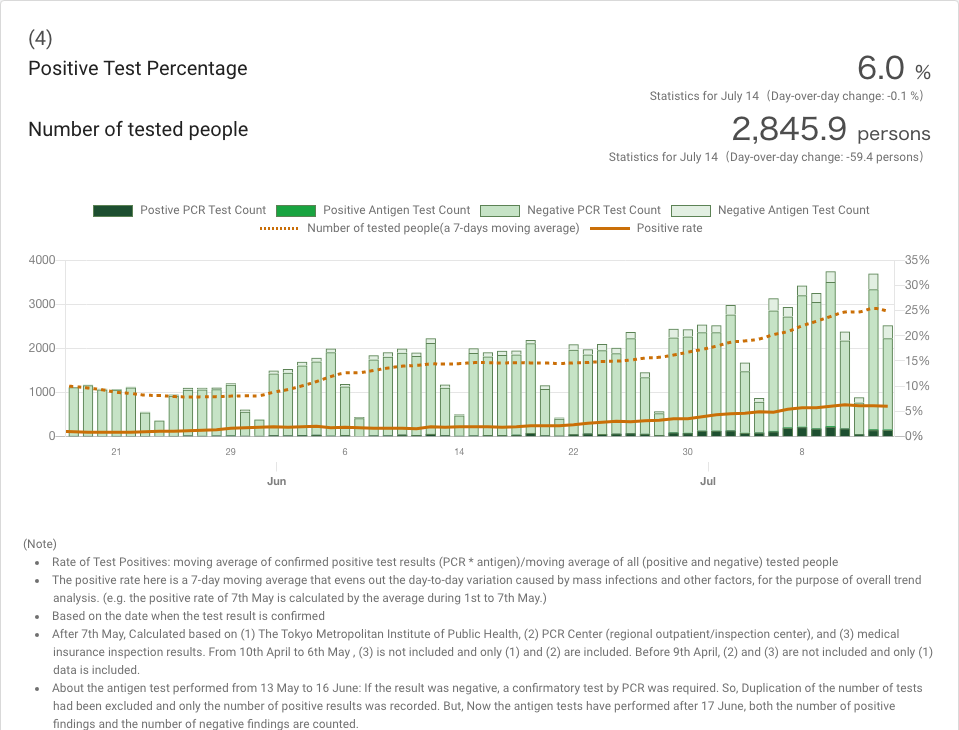 (4)
Positive Test Percentage
6.0 %
Statistics for July 14（Day-over-day change: -0.1 %）
Number of tested people
2,845.9 persons
Statistics for July 14（Day-over-day change: -59.4 persons）
Postive PCR Test Count Positive Antigen Test Count Negative PCR Test Count Negative Antigen Test Count
Number of tested people(a 7-days moving average) Positive rate
4000 35%
30%
3000 25%
20%
2000 15%
1000 10%
5%
0 0%
21 29 6 14 22 30 8
Jun Jul
(Note)
• Rate of Test Positives: moving average of confirmed positive test results (PCR * antigen)/moving average of all (positive and negative) tested people
• The positive rate here is a 7-day moving average that evens out the day-to-day variation caused by mass infections and other factors, for the purpose of overall trend
analysis. (e.g. the positive rate of 7th May is calculated by the average during 1st to 7th May.)
• Based on the date when the test result is confirmed
• After 7th May, Calculated based on (1) The Tokyo Metropolitan Institute of Public Health, (2) PCR Center (regional outpatient/inspection center), and (3) medical
insurance inspection results. From 10th April to 6th May , (3) is not included and only (1) and (2) are included. Before 9th April, (2) and (3) are not included and only (1)
data is included.
• About the antigen test performed from 13 May to 16 June: If the result was negative, a confirmatory test by PCR was required. So, Duplication of the number of tests
had been excluded and only the number of positive results was recorded. But, Now the antigen tests have performed after 17 June, both the number of positive
findings and the number of negative findings are counted.